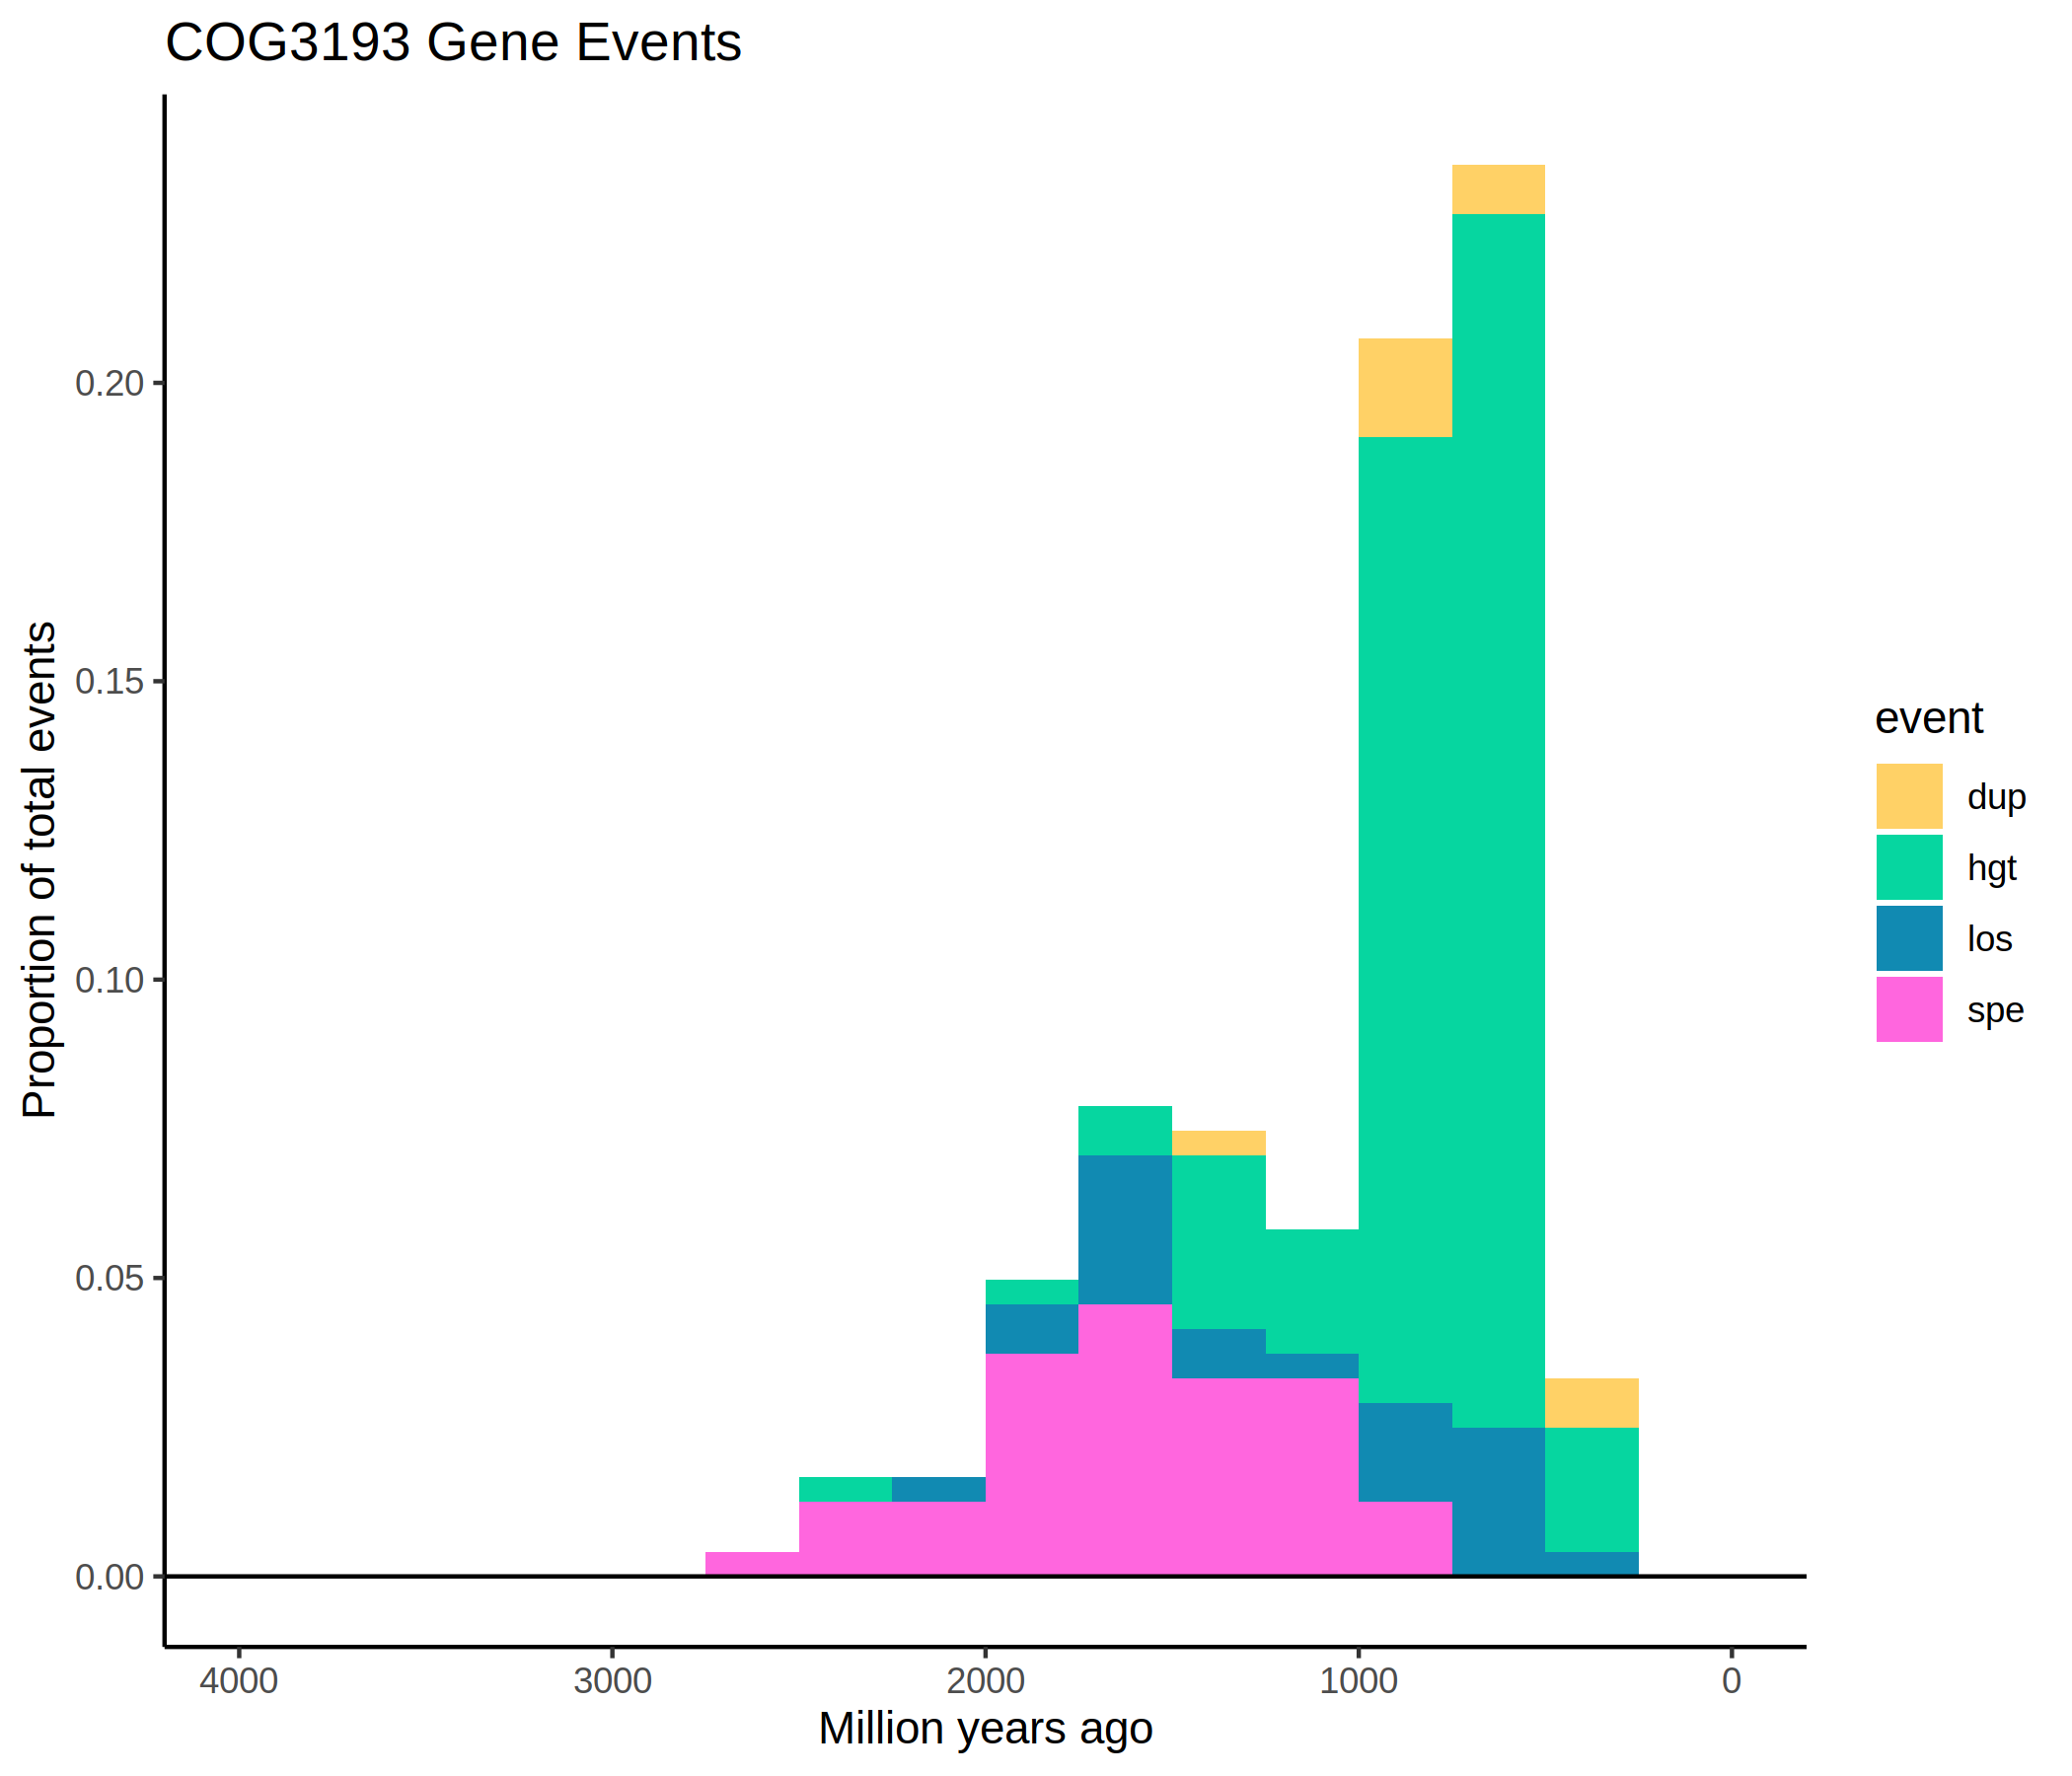 COG3193 Gene Events
Proportion of total events
0.20
0.15
0.10
0.05
0.00
4000 3000 2000 1000 0
Million years ago
event
dup
hgt
los
spe